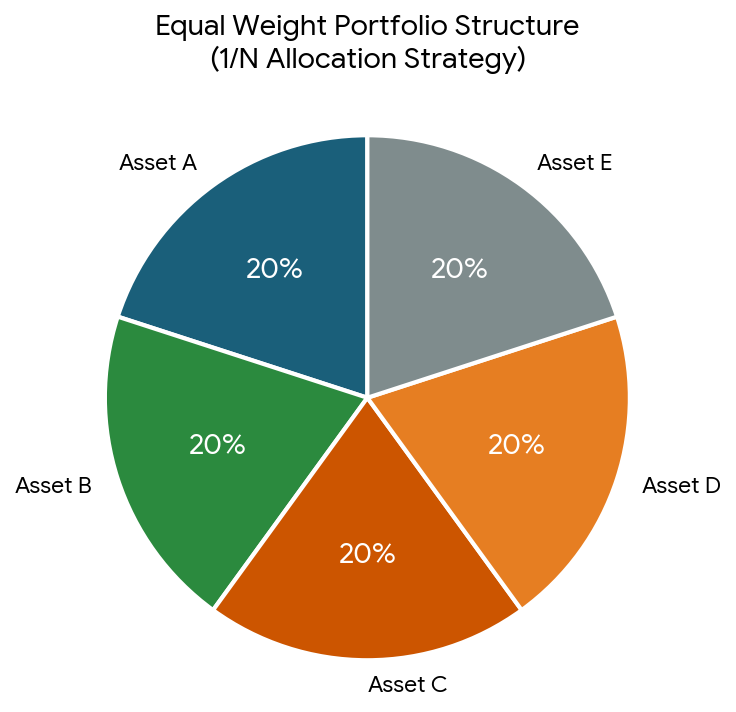 Equal Weight Portfolio Structure
(1/N Allocation Strategy)
Asset A
Asset E
20%
20%
20%
20%
Asset B
Asset D
20%
Asset C